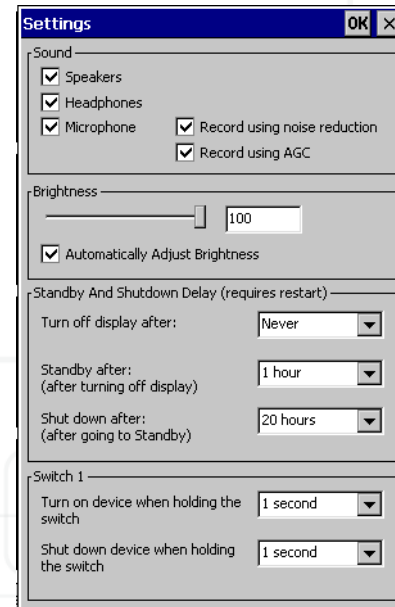 Settings OK ×
Sound
Speakers
Headphones
Microphone Record using noise reduction
Record using AGC
Brightness
100
Automatically Adjust Brightness
Standby And Shutdown Delay (requires restart)
Turn off display after: Never
Standby after: 1 hour
(after turning off display)
Shut down after: 20 hours
(after going to Standby)
Switch 1
Turn on device when holding the 1 second
switch
Shut down device when holding 1 second
the switch